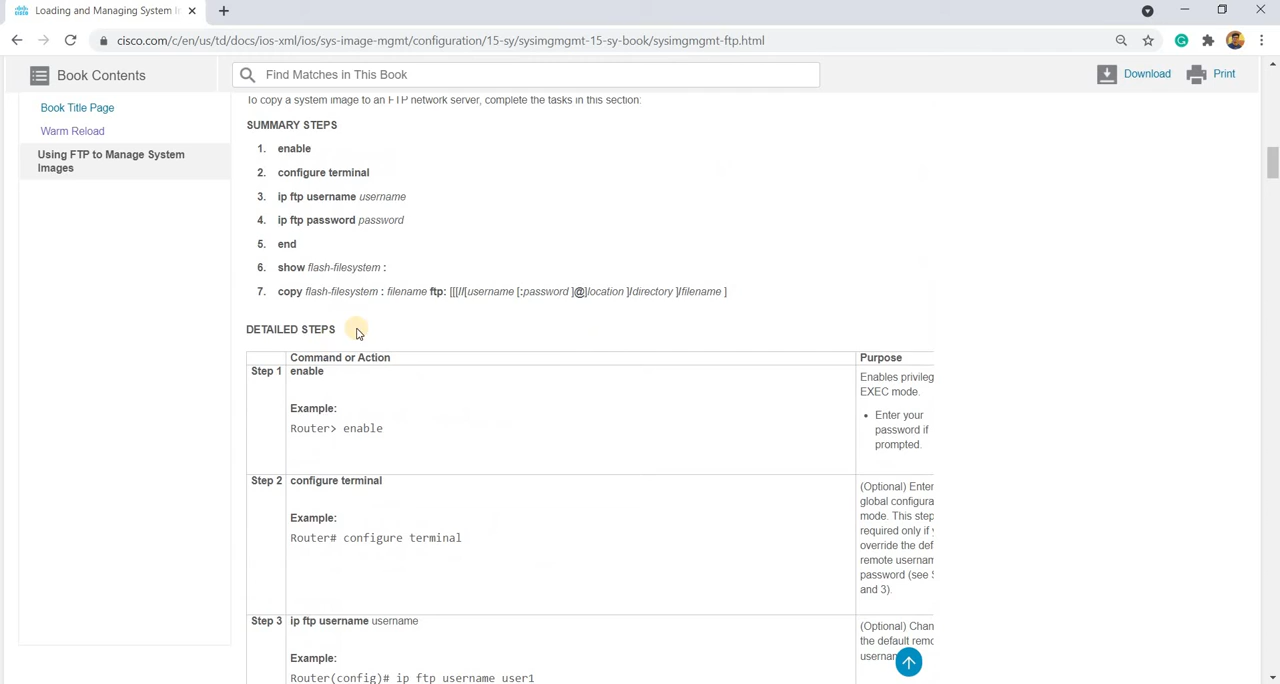 Loading and Managing System I
cisco.com/c/en/us/td/docs/ios-xml/ios/sys-image-mgmt/configuration/15-sy/sysimgmgmt-15-sy-book/sysimgmgmt-ftp.html
Book Contents
Find Matches in This Book
Download
Print
Book Title Page
Warm Reload
Using FTP to Manage System
Images
To copy a system image to an FTP network server, complete the tasks in this section:
SUMMARY STEPS
1. enable
2. configure terminal
3. ip ftp username username
4. ip ftp password password
5. end
6. show flash-filesystem :
7. copy flash-filesystem : filename ftp: [[[//[username [:password ]@]location ]/directory ]/filename ]
DETAILED STEPS
Command or Action
Purpose
Step 1
enable
Enables privileg
EXEC mode.
Example:
Router> enable
• Enter your
password if
prompted.
Step 2
configure terminal
(Optional) Enter
global configura
mode. This step
required only if y
override the def
remote usernam
password (see S
and 3).
Example:
Router# configure terminal
Step 3
ip ftp username username
(Optional) Chan
the default remo
usernam
Example:
Router(config)# ip ftp username user1